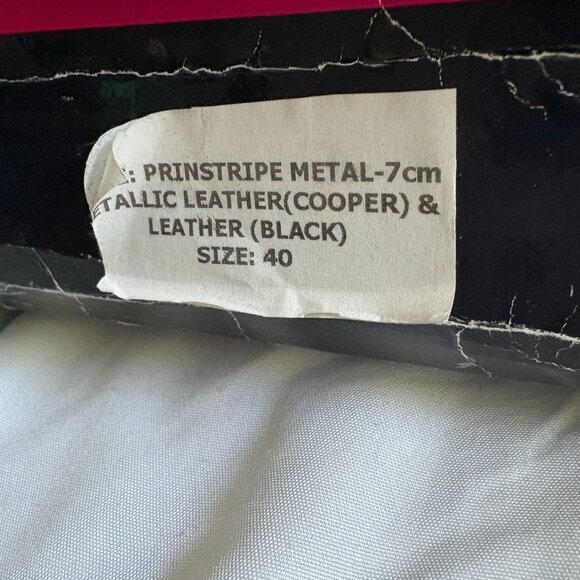 : PRINSTRIPE METAL-7cm
ETALLIC LEATHER(COOPER) &
LEATHER (BLACK)
SIZE: 40